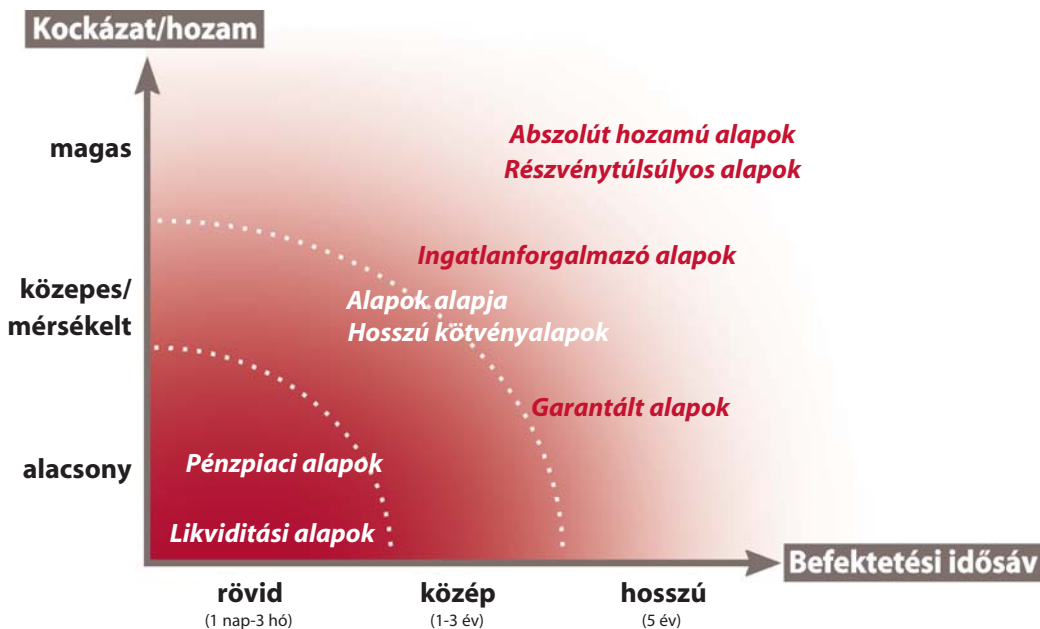 Kockázat/hozam
magas
Abszolút hozamú alapok
Részvénytúlsúlyos alapok
Ingatlanforgalmazó alapok
közepes/
mérsékelt
Alapok alapja
Hosszú kötvényalapok
Garantált alapok
alacsony
Pénzpiaci alapok
Likviditási alapok
Befektetési idősáv
rövid
közép
hosszú
(1 nap-3 hó)
(1-3 év)
(5 év)